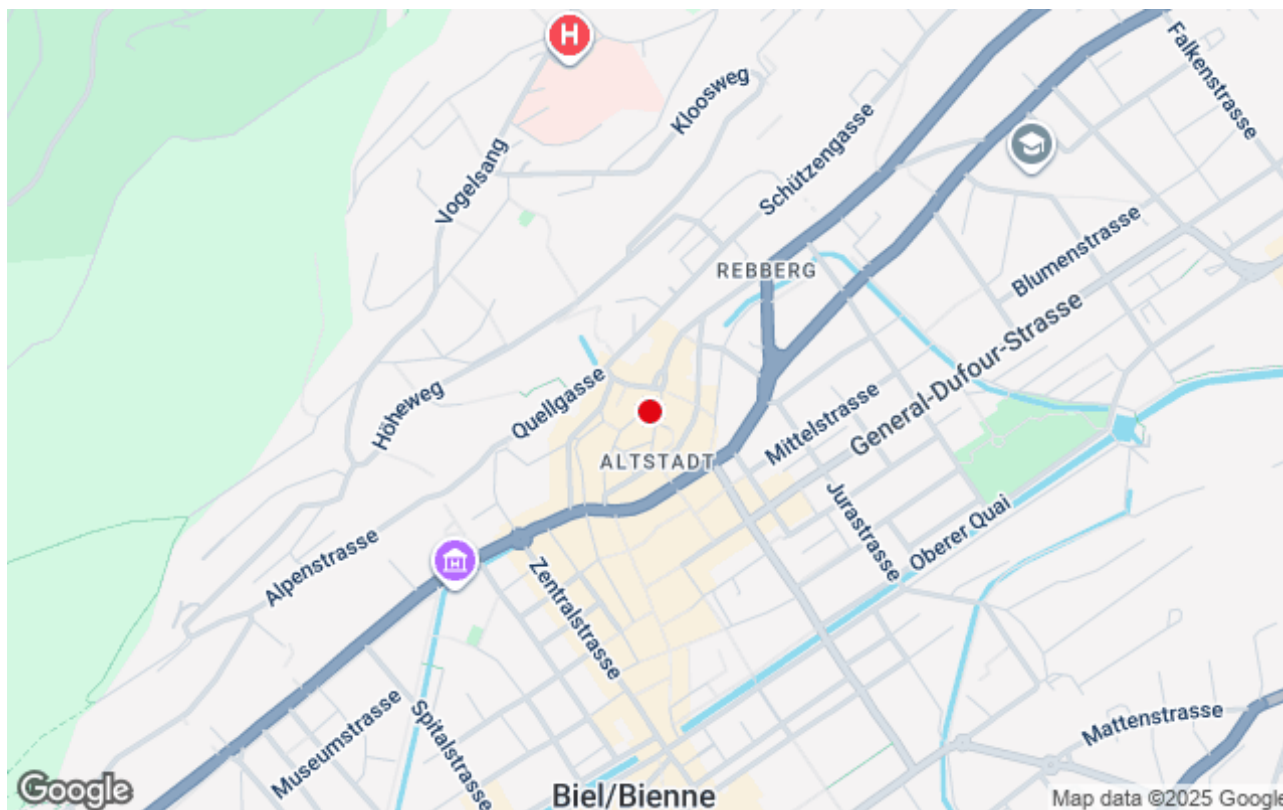 H
Falkenstrasse
Kloosweg
Vogelsang
Schützengasse
Blumenstrasse
REBBERG
General-Dufour-Strasse
Höheweg
Quellgasse
Mittelstrasse
ALTSTADT
Jurastrasse
Oberer Quai
Alpenstrasse
Zentralstrasse
Museumstrasse
Spitalstrasse
Mattenstrasse
Biel/Bienne
Google
Map data ©2025 Google